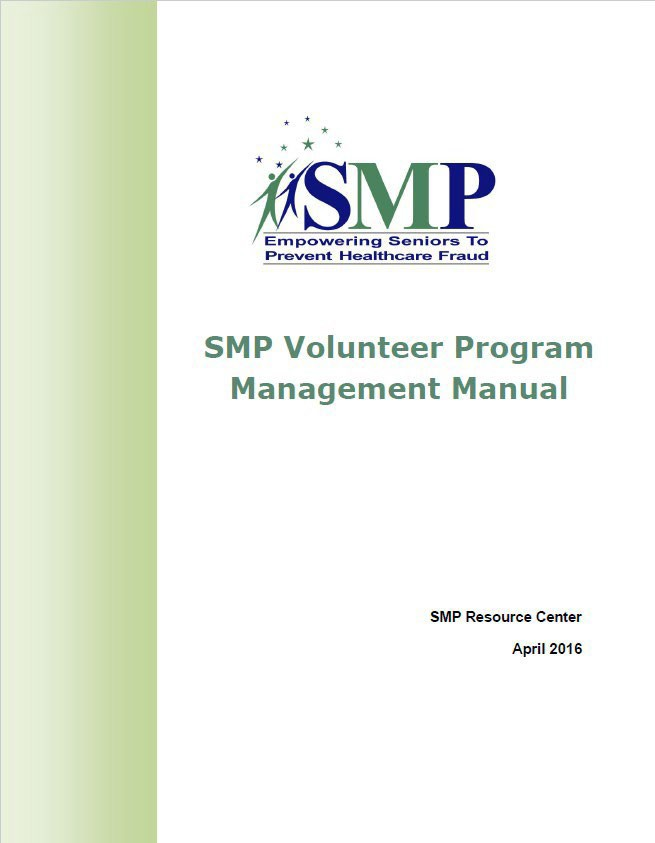 SMP
Empowering Seniors To
Prevent Healthcare Fraud
SMP Volunteer Program
Management Manual
SMP Resource Center
April 2016